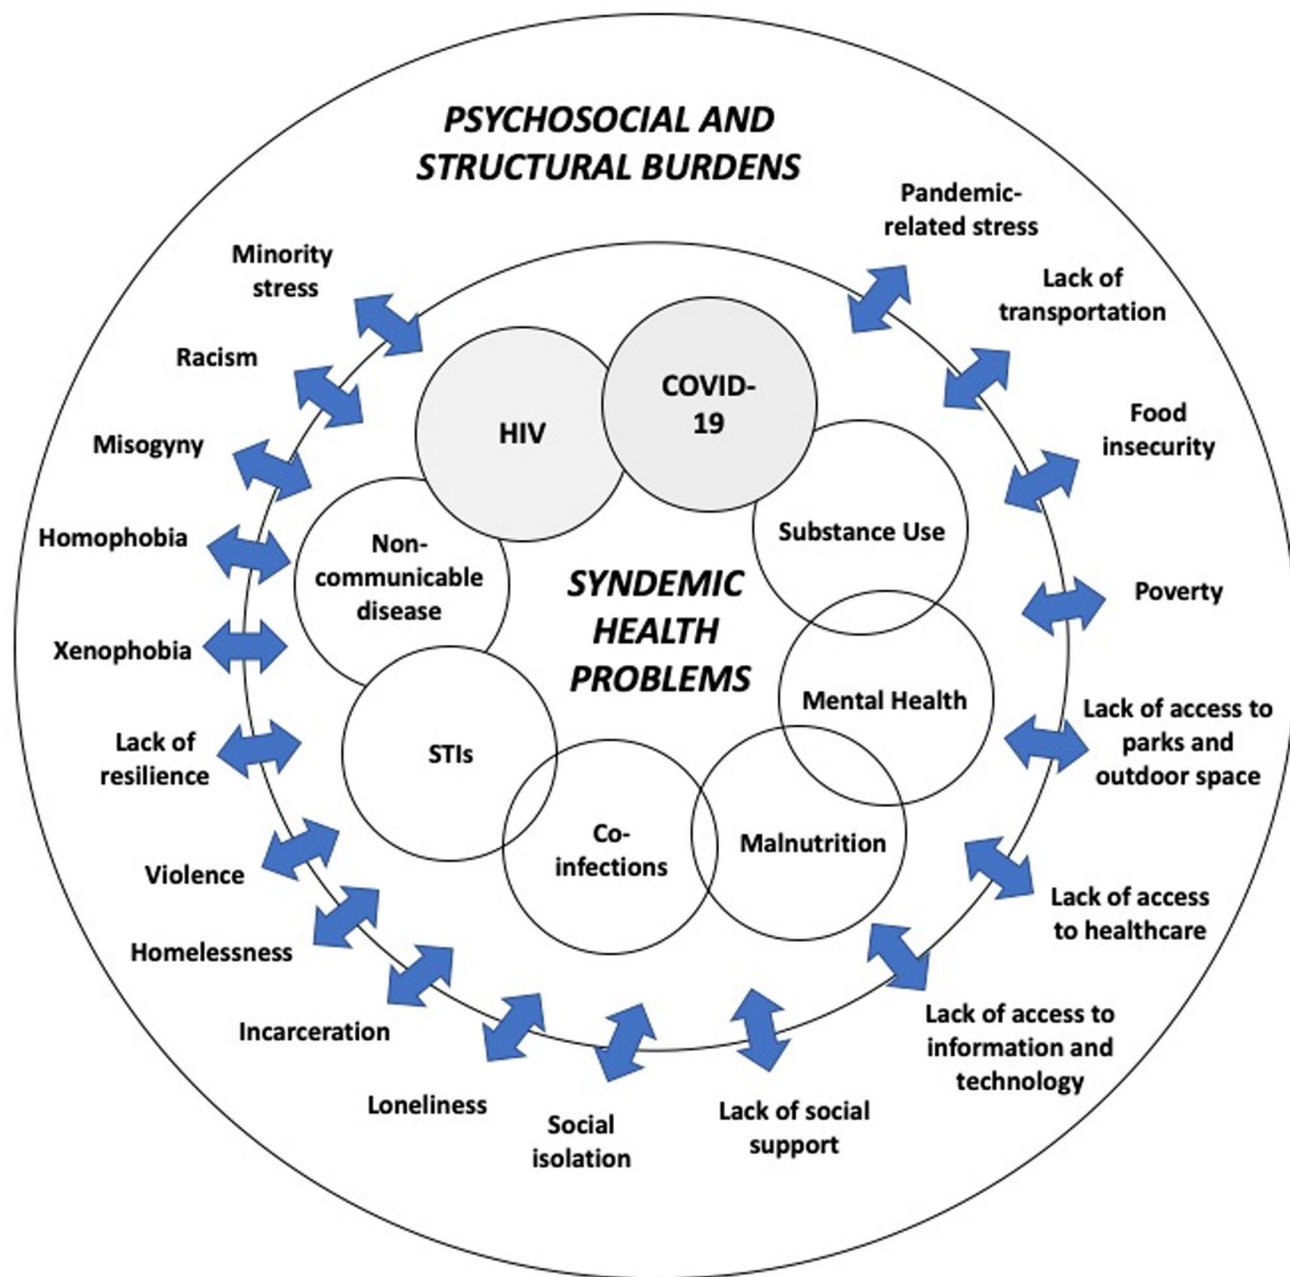 PSYCHOSOCIAL AND
STRUCTURAL BURDENS
Pandemic-
related stress
Lack of
transportation
Food
insecurity
Poverty
Lack of access to
parks and
outdoor space
Lack of access
to healthcare
Lack of access to
information and
technology
Lack of social
support
Social
isolation
Loneliness
Incarceration
Homelessness
Violence
Lack of
resilience
Xenophobia
Homophobia
Misogyny
Racism
Minority
stress
HIV
COVID-
19
Substance Use
Mental Health
Malnutrition
Co-
infections
STIs
Non-
communicable
disease
SYNDEMIC
HEALTH
PROBLEMS